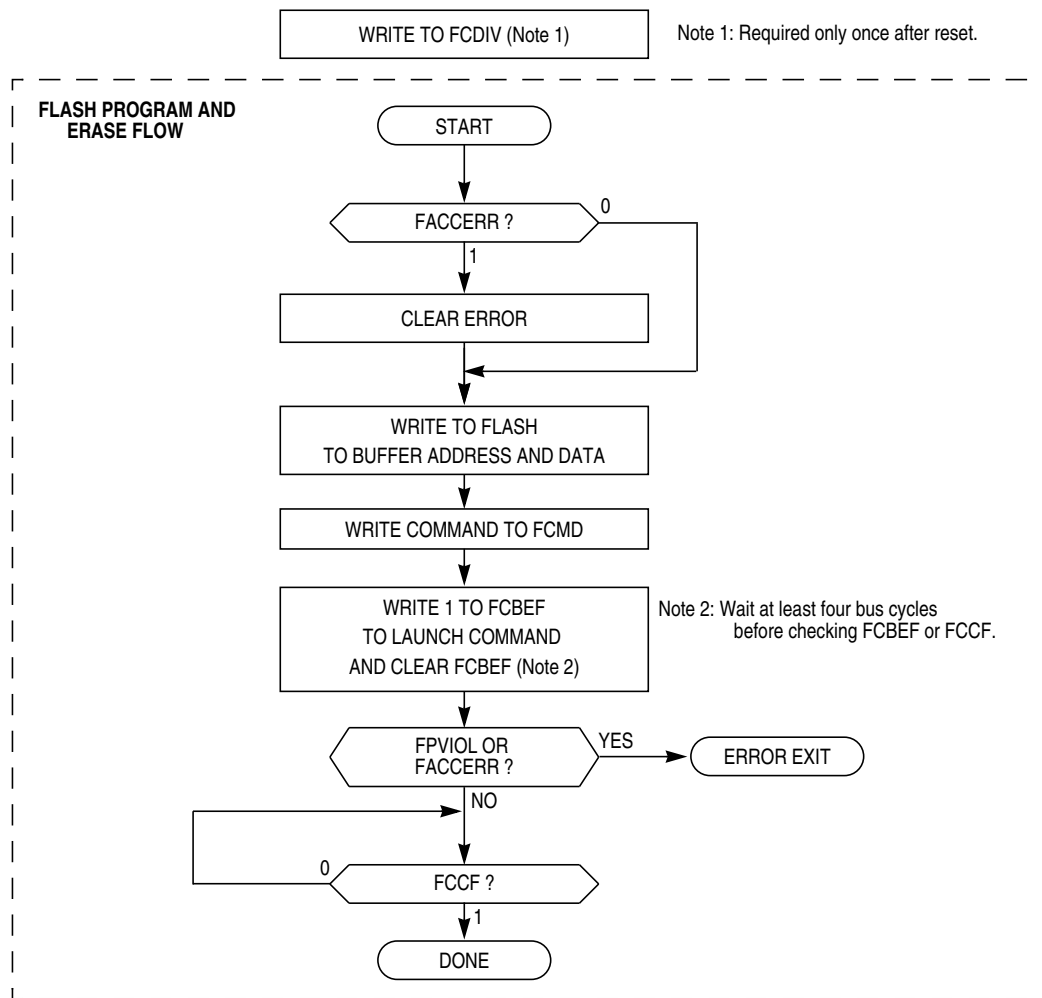 WRITE TO FCDIV (Note 1)
Note 1: Required only once after reset.
FLASH PROGRAM AND
ERASE FLOW
START
FACCERR ?
0
1
CLEAR ERROR
WRITE TO FLASH
TO BUFFER ADDRESS AND DATA
WRITE COMMAND TO FCMD
WRITE 1 TO FCBEF
TO LAUNCH COMMAND
AND CLEAR FCBEF (Note 2)
Note 2: Wait at least four bus cycles
before checking FCBEF or FCCF.
FPVIOL OR
FACCERR ?
YES
ERROR EXIT
NO
0
FCCF ?
1
DONE